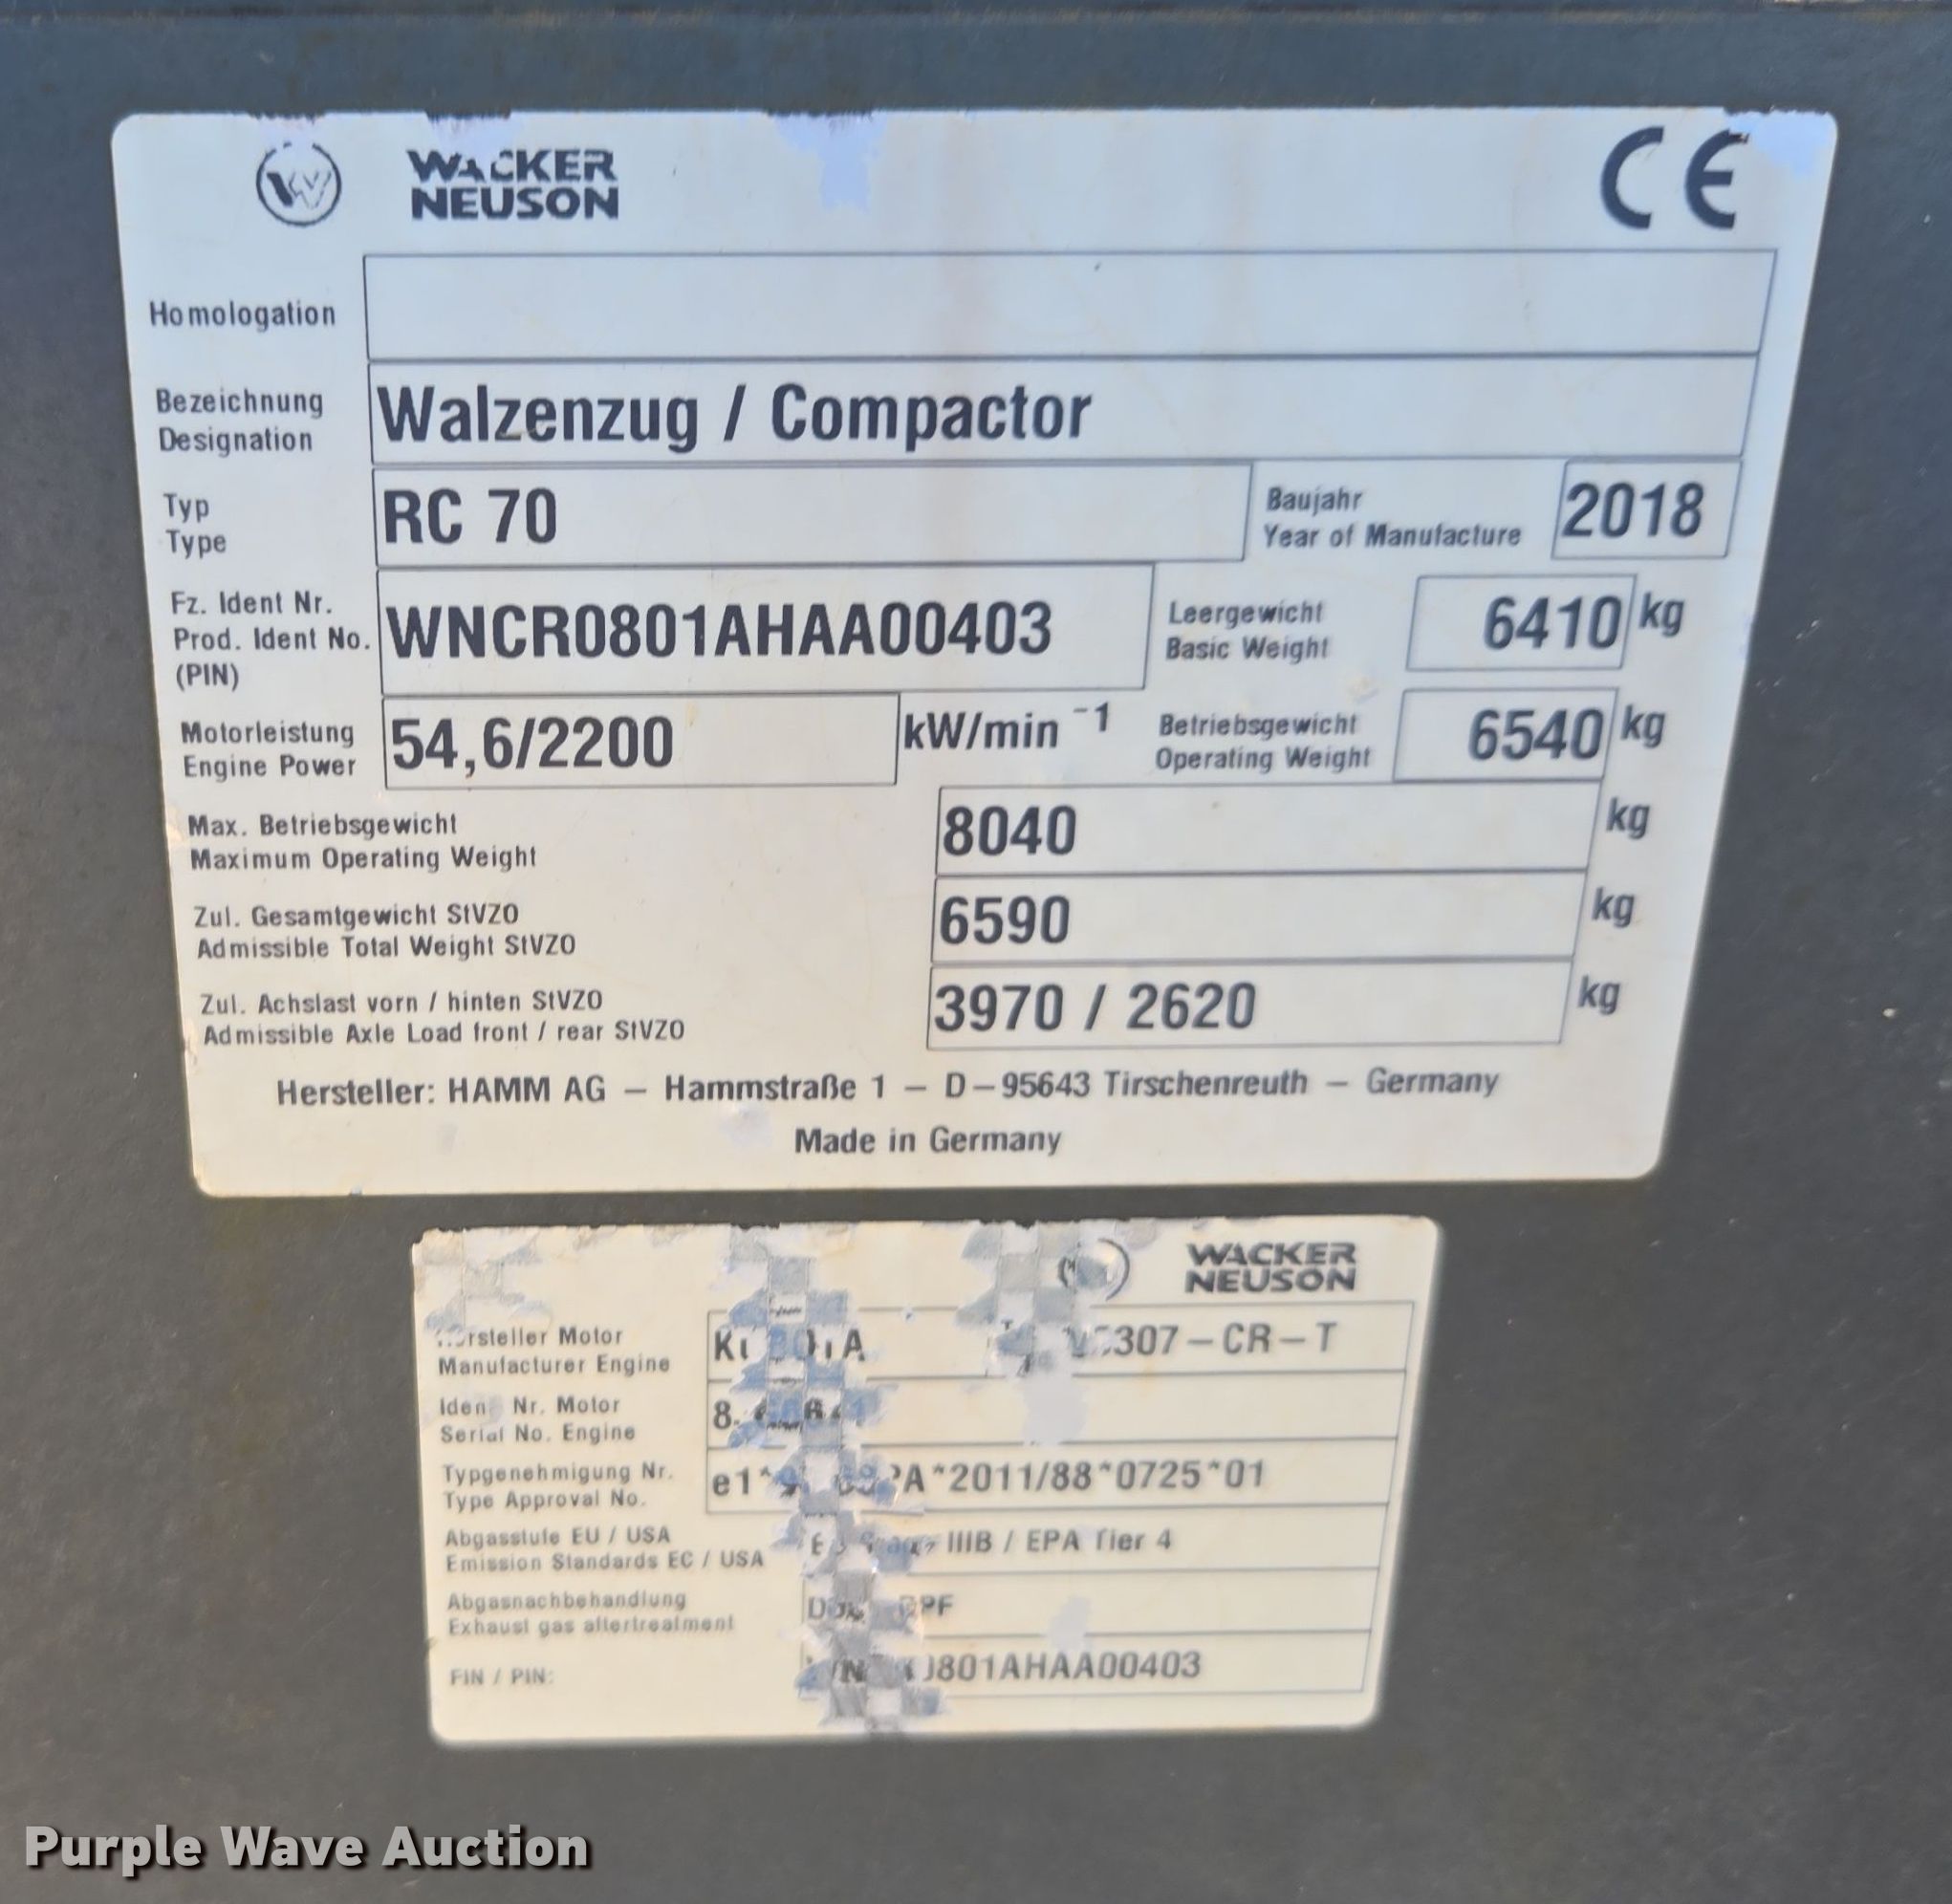 WACKER
NEUSON
CE
Homologation
Bezeichnung
Designation
Walzenzug / Compactor
Typ
Type
RC 70
Baujahr
Year of Manufacture
2018
Fz. Ident Nr.
Prod. Ident No.
(PIN)
WNCR0801AHAA00403
Leergewicht
Basic Weight
6410 kg
Motorleistung
Engine Power
54,6/2200 kW/min ⁻¹
Betriebsgewicht
Operating Weight
6540 kg
Max. Betriebsgewicht
Maximum Operating Weight
8040 kg
Zul. Gesamtgewicht StVZO
Admissible Total Weight StVZO
6590 kg
Zul. Achslast vorn / hinten StVZO
Admissible Axle Load front / rear StVZO
3970 / 2620 kg
Hersteller: HAMM AG – Hammstraße 1 – D–95643 Tirschenreuth – Germany
Made in Germany
WACKER
NEUSON
Hersteller Motor
Manufacturer Engine
KUBOTA
Nr. Motor
Serial No. Engine
Typgenehmigung Nr.
Type Approval No.
Abgasstufe EU / USA
Emission Standards EC / USA
IIIB / EPA Tier 4
Abgasnachbehandlung
Exhaust gas aftertreatment
DPF
FIN / PIN:
Purple Wave Auction